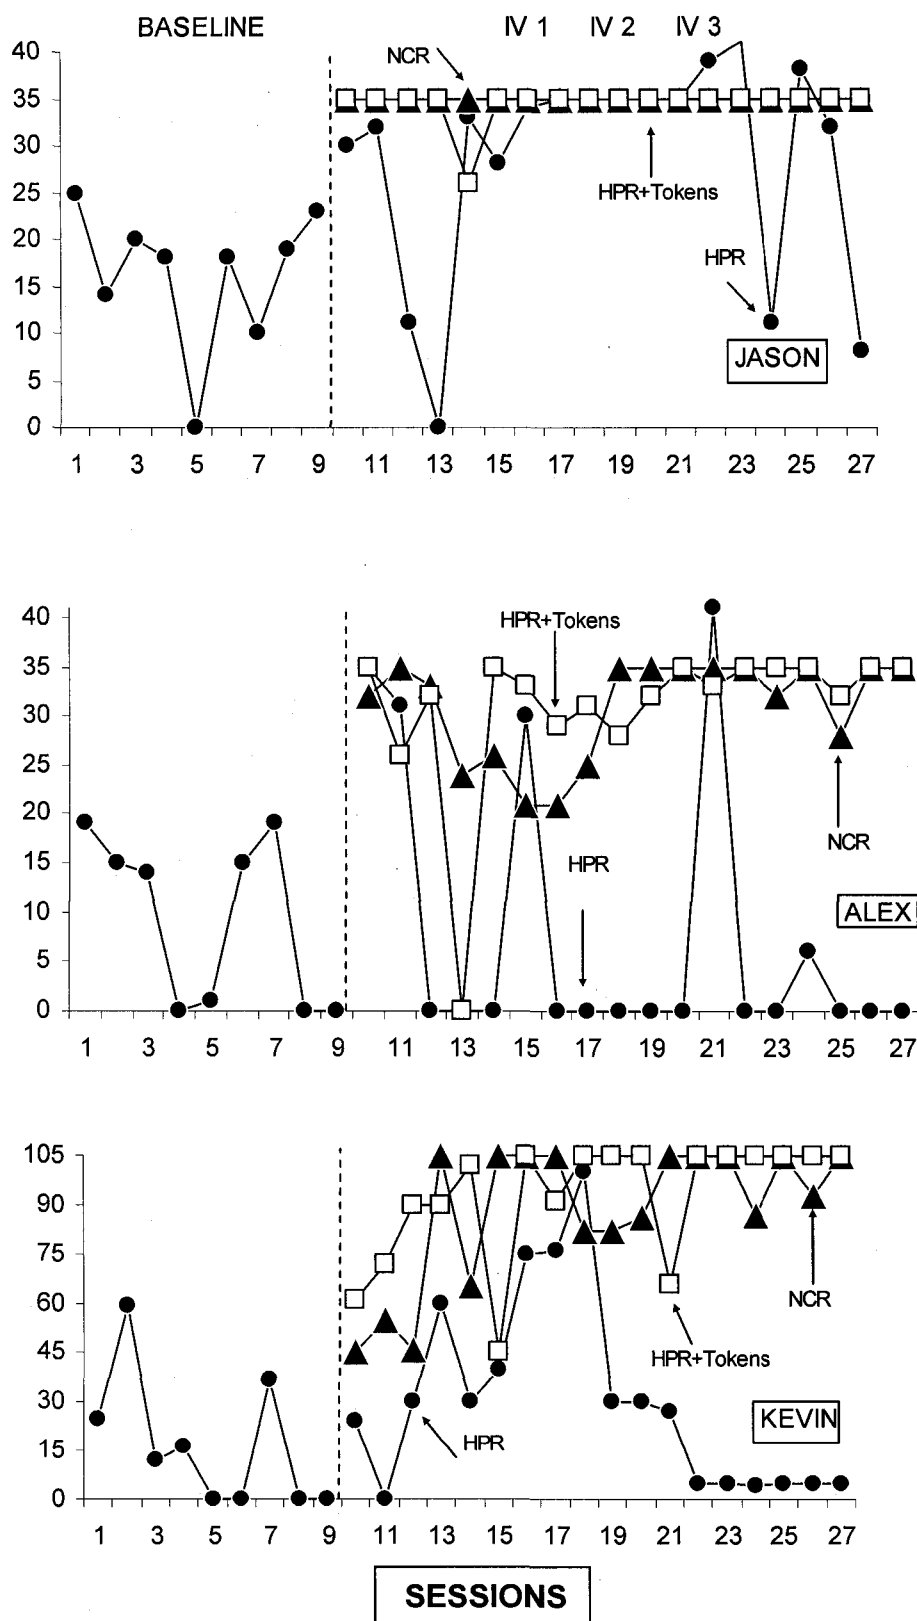 BASELINE IV 1 IV 2 IV 3
40
NCR
35
30
25
HPR+Tokens
20
HPR
15
10
JASON
5
0
1 3 5 7 9 11 13 15 17 19 21 23 25 27
40
HPR+Tokens
35
30
25
20
NCR
15
HPR
10
ALEX
5
0
1 3 5 7 9 11 13 15 17 19 21 23 25 27
105
90
75
60
NCR
45
HPR+Tokens
30
KEVIN
HPR
15
0
1 3 5 7 9 11 13 15 17 19 21 23 25 27
SESSIONS